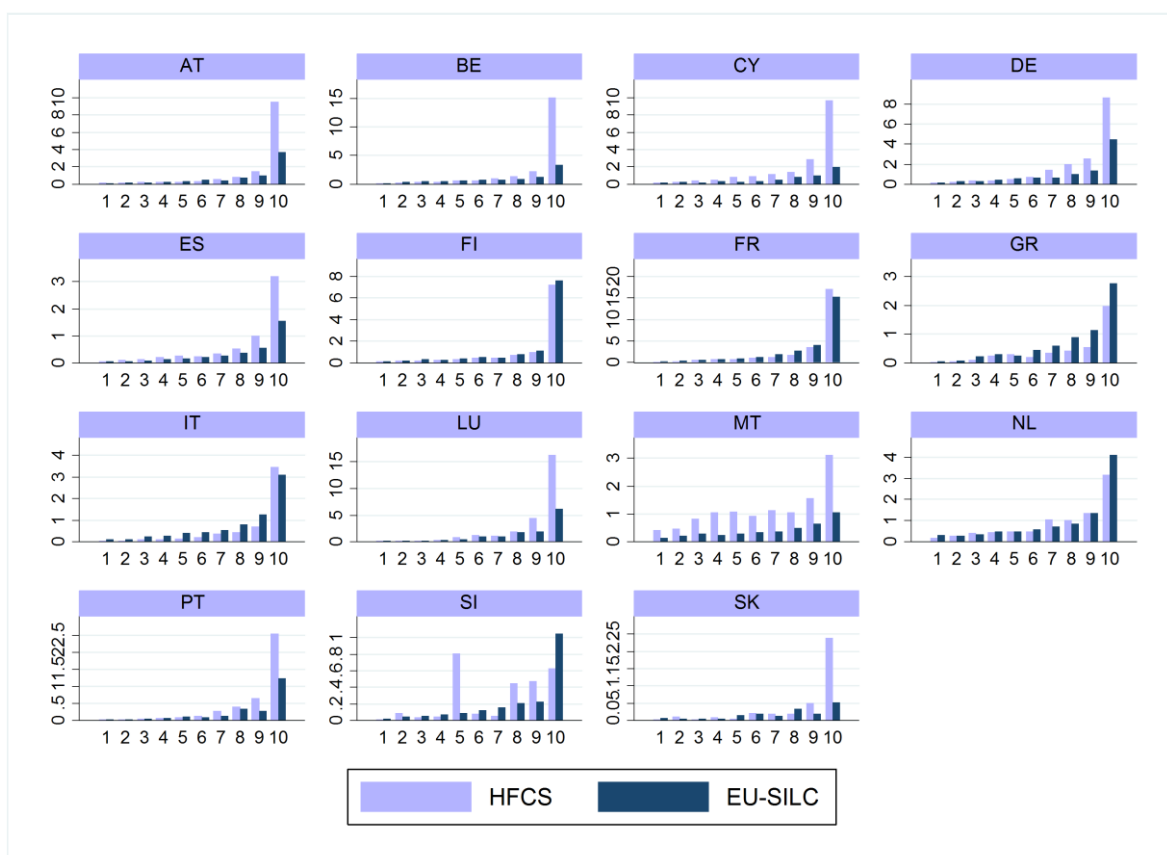 AT
0 2 4 6 8 10
1 2 3 4 5 6 7 8 9 10
BE
0 5 10 15
1 2 3 4 5 6 7 8 9 10
CY
0 2 4 6 8 10
1 2 3 4 5 6 7 8 9 10
DE
0 2 4 6 8
1 2 3 4 5 6 7 8 9 10
ES
0 1 2 3
1 2 3 4 5 6 7 8 9 10
FI
0 2 4 6 8
1 2 3 4 5 6 7 8 9 10
FR
0 5 10 15 20
1 2 3 4 5 6 7 8 9 10
GR
0 1 2 3
1 2 3 4 5 6 7 8 9 10
IT
0 1 2 3 4
1 2 3 4 5 6 7 8 9 10
LU
0 5 10 15
1 2 3 4 5 6 7 8 9 10
MT
0 1 2 3
1 2 3 4 5 6 7 8 9 10
NL
0 1 2 3 4
1 2 3 4 5 6 7 8 9 10
PT
0 .5 1 1.5 2 2.5
1 2 3 4 5 6 7 8 9 10
SI
0 .2 .4 .6 .8 1
1 2 3 4 5 6 7 8 9 10
SK
0 .05 .1 .15 .2 .25
1 2 3 4 5 6 7 8 9 10
HFCS EU-SILC